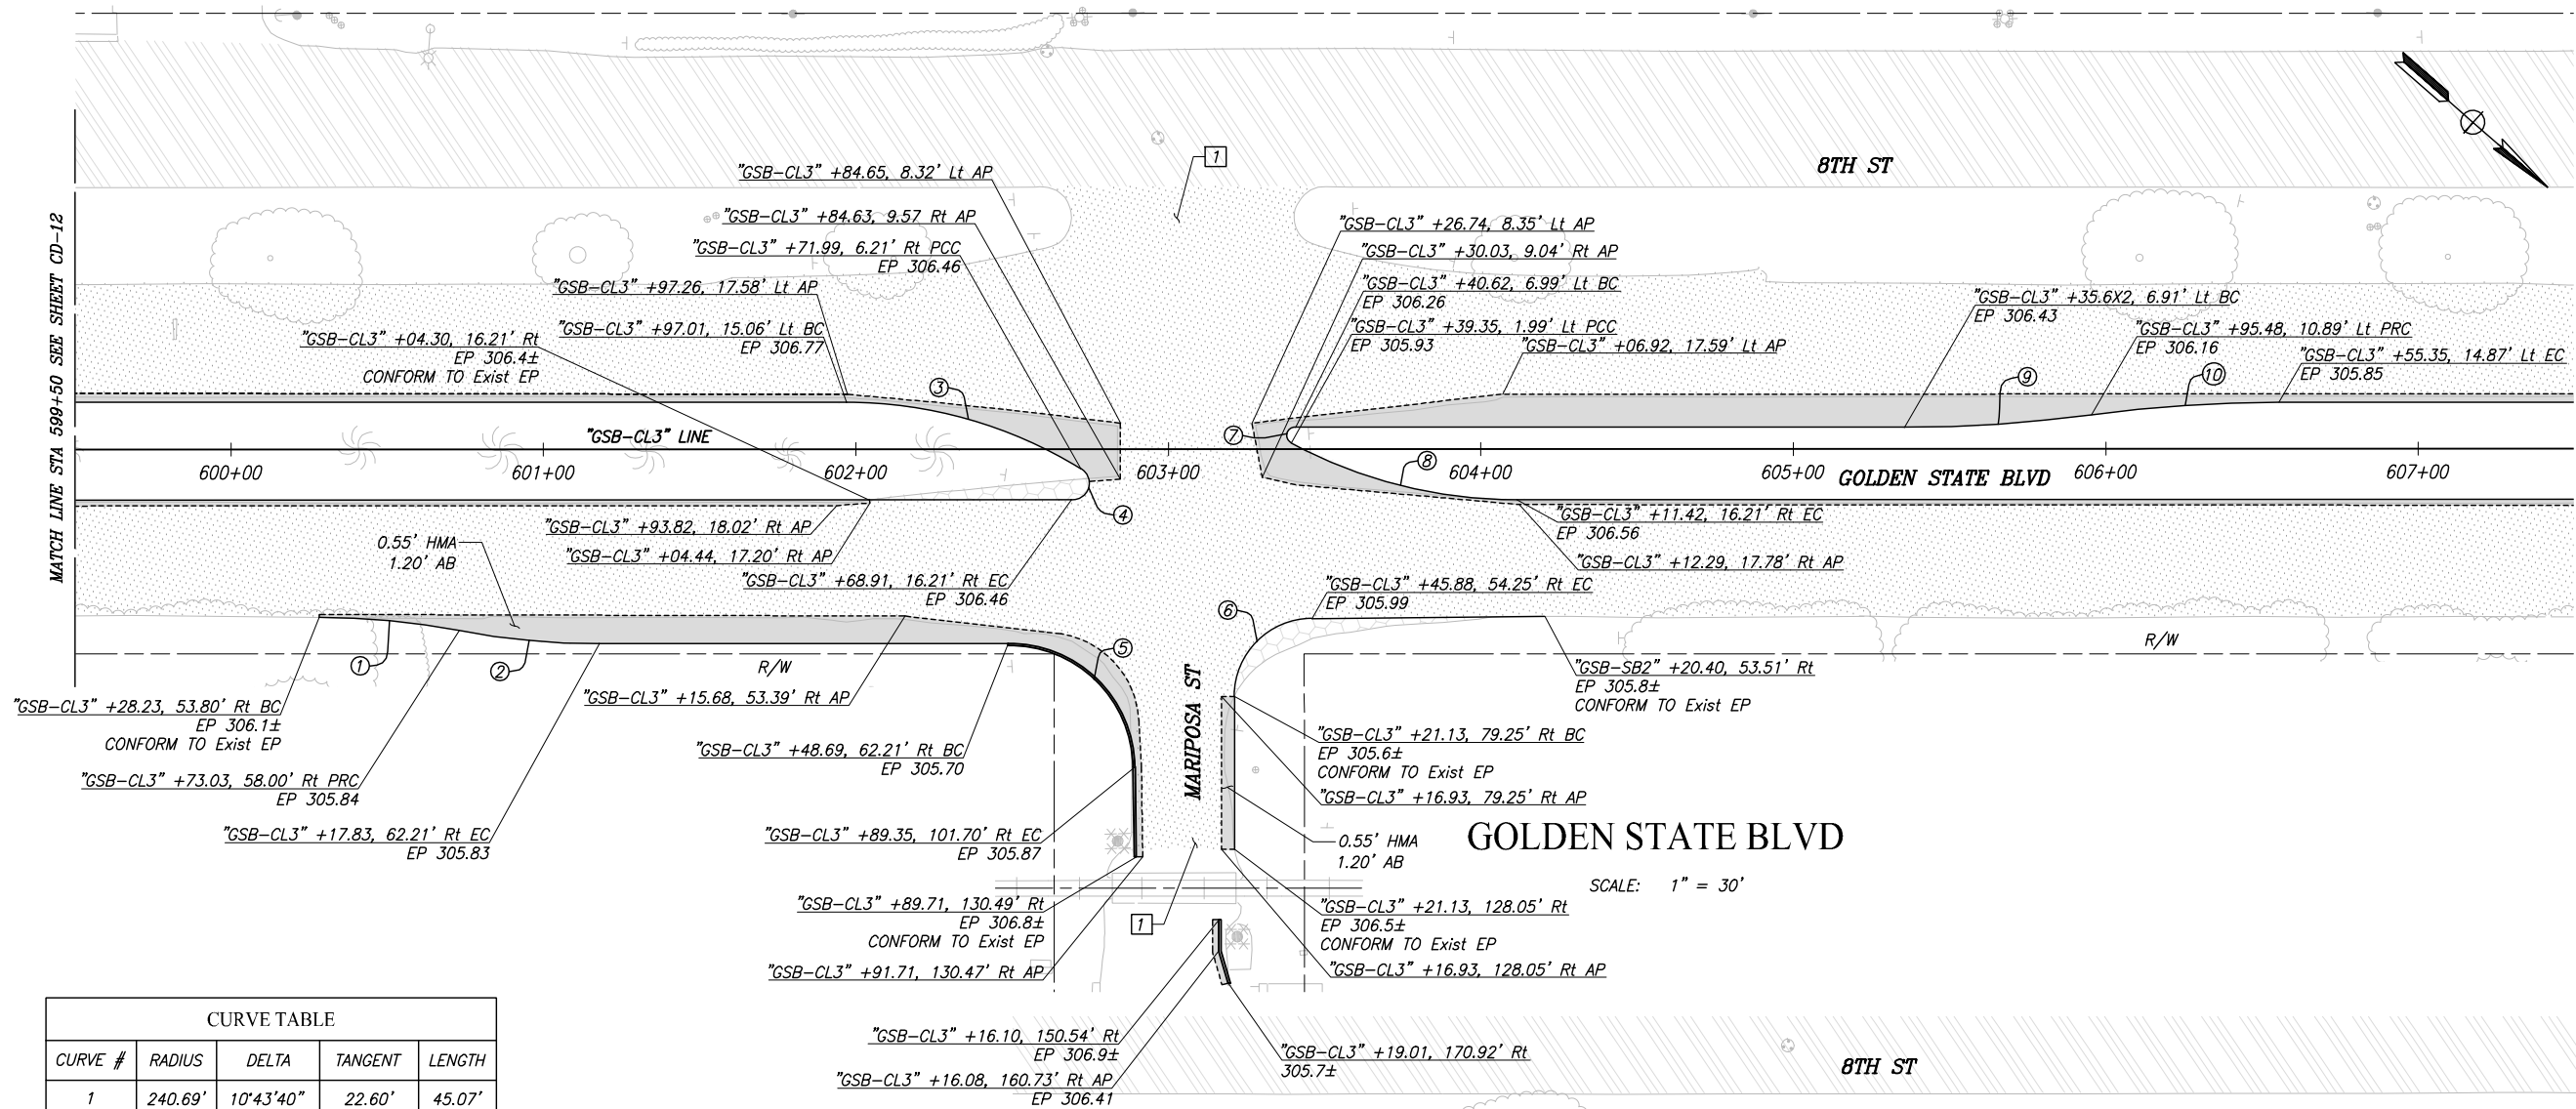 8TH ST
1
MATCH LINE STA 599+50 SEE SHEET CD-12
"GSB-CL3" +84.65, 8.32' Lt AP
"GSB-CL3" +84.63, 9.57 Rt AP
"GSB-CL3" +71.99, 6.21' Rt PCC
EP 306.46
"GSB-CL3" +97.26, 17.58' Lt AP
"GSB-CL3" +97.01, 15.06' Lt BC
EP 306.77
"GSB-CL3" +04.30, 16.21' Rt
EP 306.4±
CONFORM TO Exist EP
"GSB-CL3" +26.74, 8.35' Lt AP
"GSB-CL3" +30.03, 9.04' Rt AP
"GSB-CL3" +40.62, 6.99' Lt BC
EP 306.26
"GSB-CL3" +39.35, 1.99' Lt PCC
EP 305.93
"GSB-CL3" +06.92, 17.59' Lt AP
"GSB-CL3" +35.6X2, 6.91' Lt BC
EP 306.43
"GSB-CL3" +95.48, 10.89' Lt PRC
EP 306.16
"GSB-CL3" +55.35, 14.87' Lt EC
EP 305.85
3
7
8
9
10
"GSB-CL3" LINE
600+00
601+00
602+00
603+00
604+00
605+00
GOLDEN STATE BLVD
606+00
607+00
4
"GSB-CL3" +93.82, 18.02' Rt AP
0.55' HMA
1.20' AB
"GSB-CL3" +04.44, 17.20' Rt AP
"GSB-CL3" +68.91, 16.21' Rt EC
EP 306.46
"GSB-CL3" +11.42, 16.21' Rt EC
EP 306.56
"GSB-CL3" +12.29, 17.78' Rt AP
"GSB-CL3" +45.88, 54.25' Rt EC
EP 305.99
6
1
2
5
R/W
R/W
"GSB-CL3" +28.23, 53.80' Rt BC
EP 306.1±
CONFORM TO Exist EP
"GSB-CL3" +15.68, 53.39' Rt AP
"GSB-CL3" +48.69, 62.21' Rt BC
EP 305.70
"GSB-CL3" +73.03, 58.00' Rt PRC
EP 305.84
"GSB-CL3" +17.83, 62.21' Rt EC
EP 305.83
MARIPOSA ST
"GSB-SB2" +20.40, 53.51' Rt
EP 305.8±
CONFORM TO Exist EP
"GSB-CL3" +21.13, 79.25' Rt BC
EP 305.6±
CONFORM TO Exist EP
"GSB-CL3" +16.93, 79.25' Rt AP
"GSB-CL3" +89.35, 101.70' Rt EC
EP 305.87
0.55' HMA
1.20' AB
GOLDEN STATE BLVD
SCALE: 1" = 30'
"GSB-CL3" +89.71, 130.49' Rt
EP 306.8±
CONFORM TO Exist EP
1
"GSB-CL3" +91.71, 130.47' Rt AP
"GSB-CL3" +21.13, 128.05' Rt
EP 306.5±
CONFORM TO Exist EP
"GSB-CL3" +16.93, 128.05' Rt AP
"GSB-CL3" +16.10, 150.54' Rt
EP 306.9±
"GSB-CL3" +16.08, 160.73' Rt AP
EP 306.41
"GSB-CL3" +19.01, 170.92' Rt
305.7±
8TH ST
CURVE TABLE
CURVE # RADIUS DELTA TANGENT LENGTH
1 240.69' 10°43'40" 22.60' 45.07'